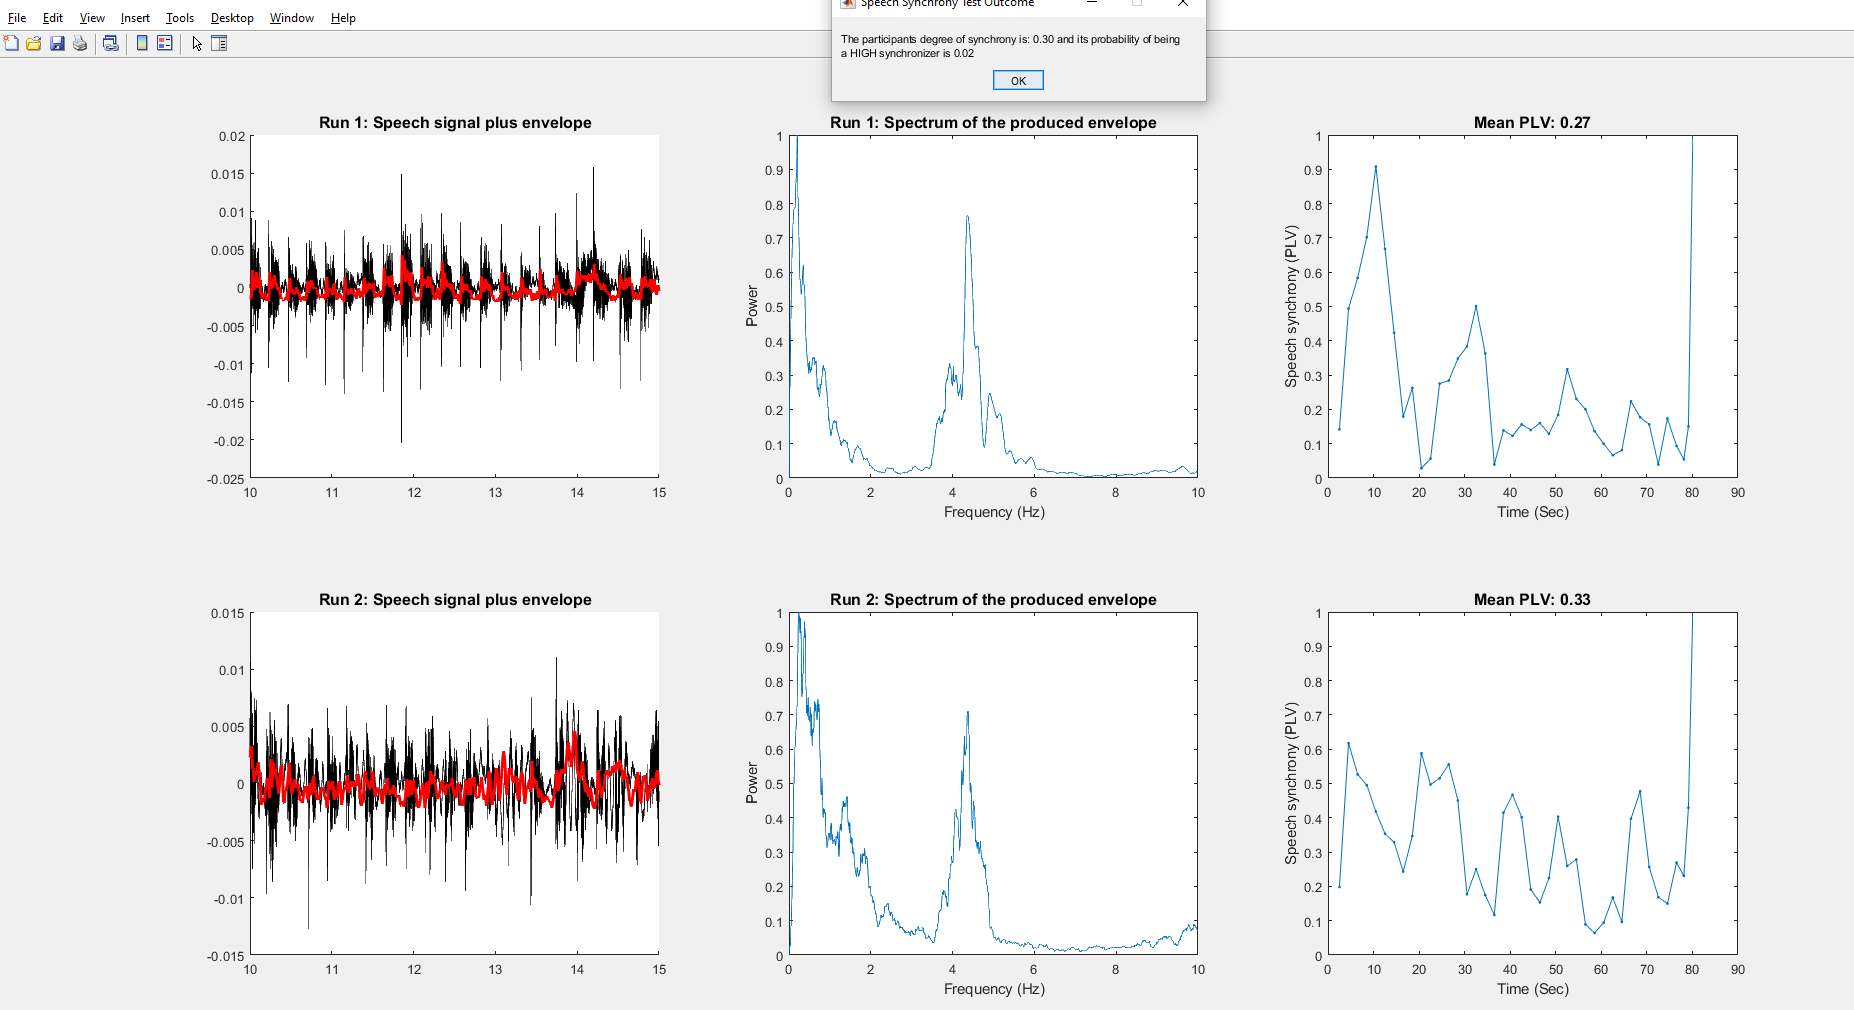 Speech Synchrony Test Outcome
File Edit View Insert Tools Desktop Window Help
The participants degree of synchrony is: 0.30 and its probability of being
a HIGH synchronizer is 0.02
OK
Run 1: Speech signal plus envelope
0.02
0.015
0.01
0.005
0
-0.005
-0.01
-0.015
-0.02
-0.025
10 11 12 13 14 15
Run 1: Spectrum of the produced envelope
Power
1
0.9
0.8
0.7
0.6
0.5
0.4
0.3
0.2
0.1
0
0 2 4 6 8 10
Frequency (Hz)
Mean PLV: 0.27
Speech synchrony (PLV)
1
0.9
0.8
0.7
0.6
0.5
0.4
0.3
0.2
0.1
0
0 10 20 30 40 50 60 70 80 90
Time (Sec)
Run 2: Speech signal plus envelope
0.015
0.01
0.005
0
-0.005
-0.01
-0.015
10 11 12 13 14 15
Run 2: Spectrum of the produced envelope
Power
1
0.9
0.8
0.7
0.6
0.5
0.4
0.3
0.2
0.1
0
0 2 4 6 8 10
Frequency (Hz)
Mean PLV: 0.33
Speech synchrony (PLV)
1
0.9
0.8
0.7
0.6
0.5
0.4
0.3
0.2
0.1
0
0 10 20 30 40 50 60 70 80 90
Time (Sec)